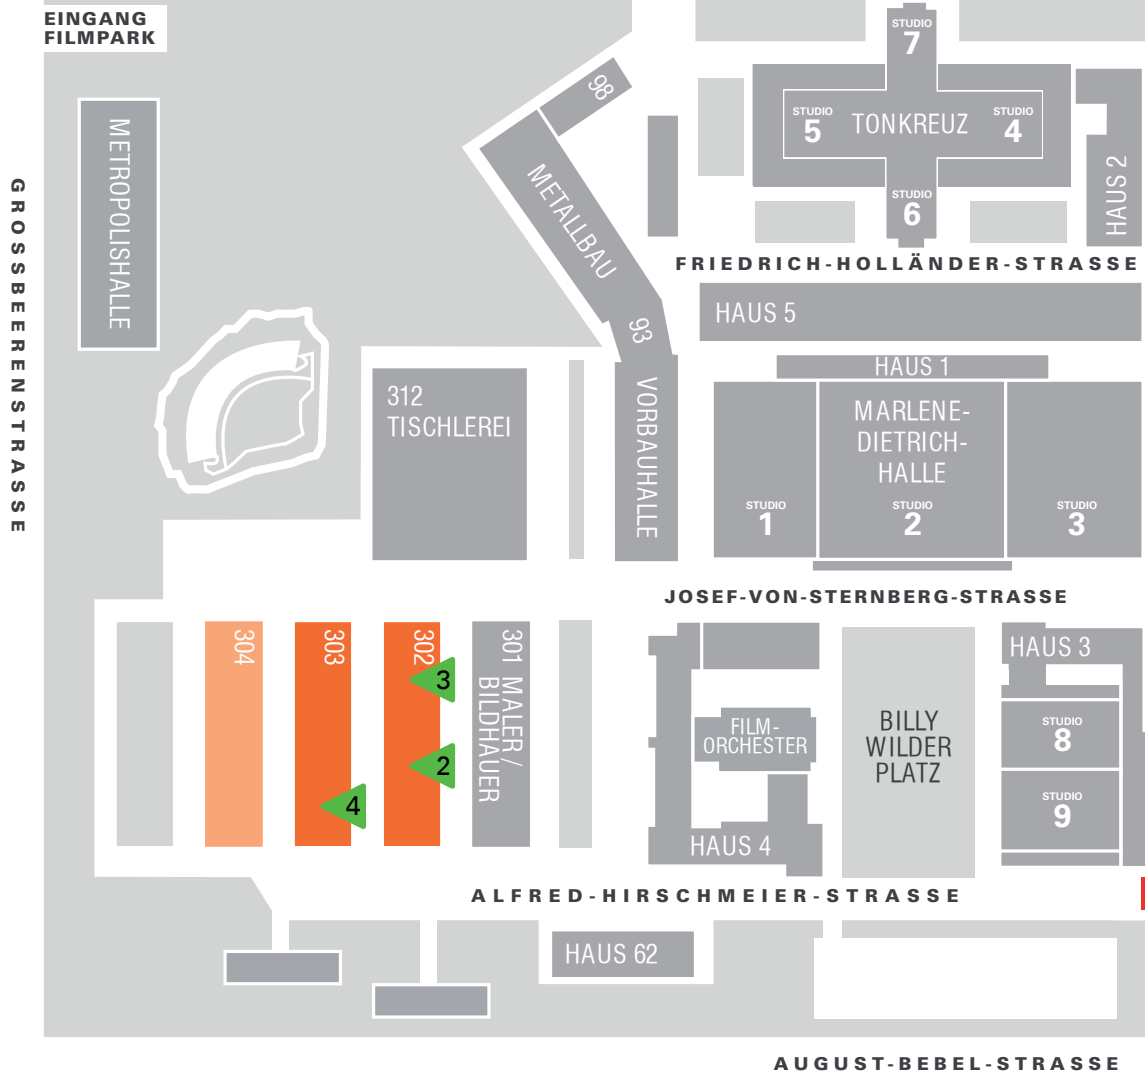 EINGANG
FILMPARK
STUDIO
7
98
STUDIO
5
TONKREUZ
STUDIO
4
METROPOLISHALLE
METALLBAU
HAUS 2
STUDIO
6
GROSSBEERENSTRASSE
FRIEDRICH-HOLLÄNDER-STRASSE
HAUS 5
93
HAUS 1
312
TISCHLEREI
VORBAUHALLE
MARLENE-
DIETRICH-
HALLE
STUDIO
1
STUDIO
2
STUDIO
3
JOSEF-VON-STERNBERG-STRASSE
304
303
302
301 MALER/
BILDHAUER
3
2
4
FILM-
ORCHESTER
HAUS 4
BILLY
WILDER
PLATZ
HAUS 3
STUDIO
8
STUDIO
9
ALFRED-HIRSCHMEIER-STRASSE
HAUS 62
AUGUST-BEBEL-STRASSE